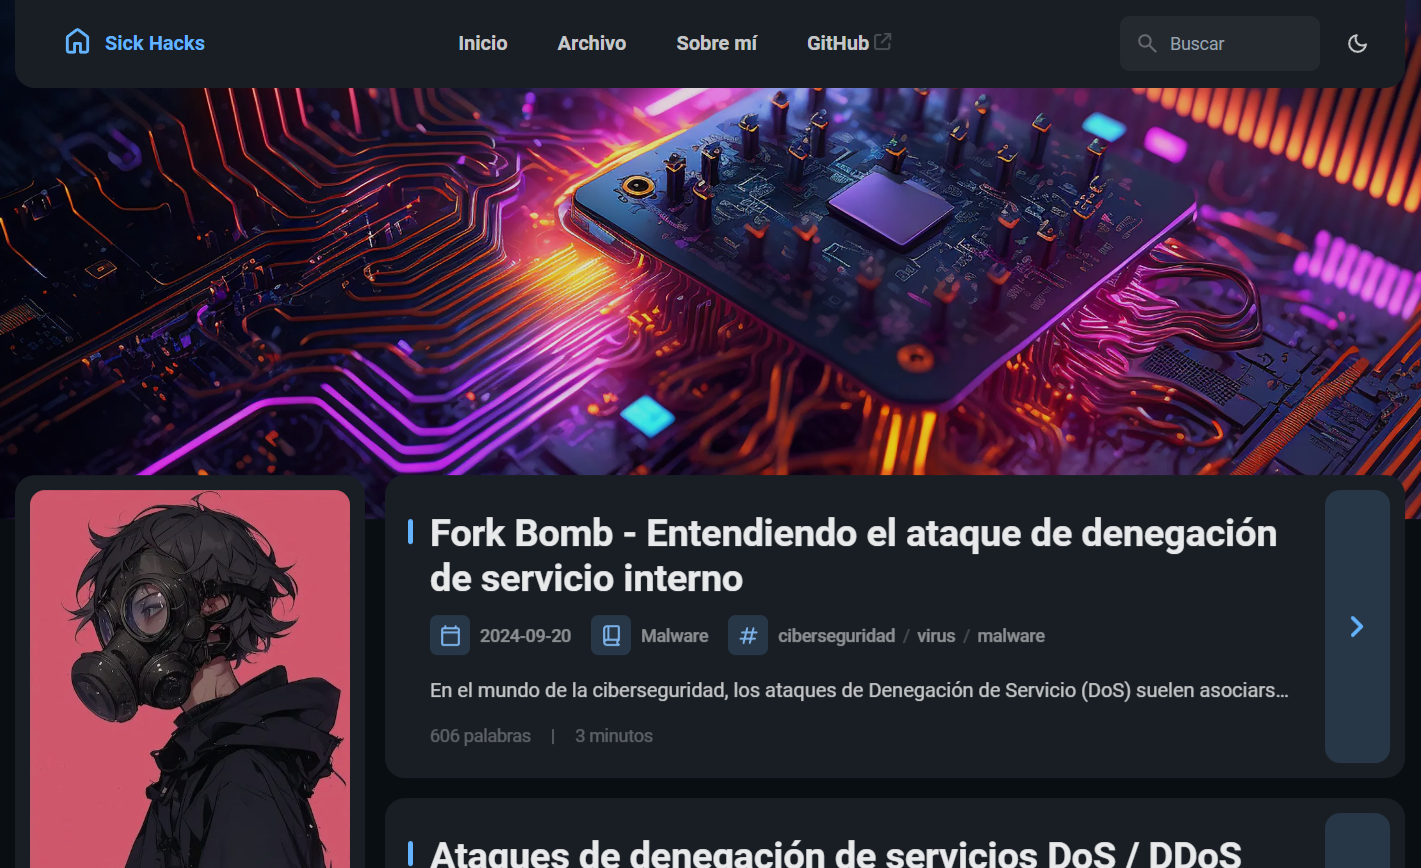 Sick Hacks
Inicio Archivo Sobre mí GitHub
Buscar
Fork Bomb - Entendiendo el ataque de denegación
de servicio interno
2024-09-20 Malware # ciberseguridad / virus / malware
En el mundo de la ciberseguridad, los ataques de Denegación de Servicio (DoS) suelen asociars...
606 palabras | 3 minutos
Ataques de denegación de servicios DoS / DDoS